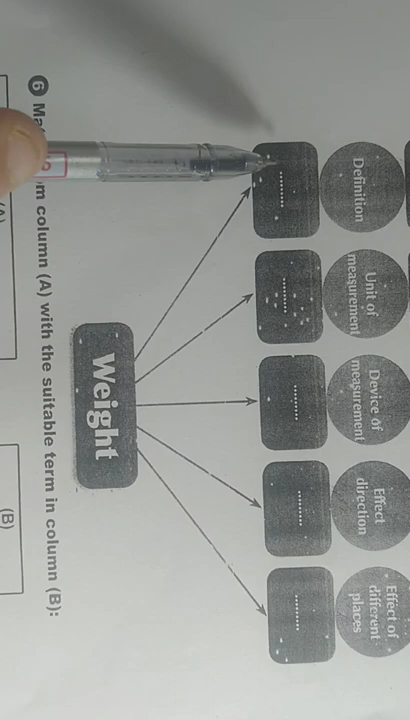 Definition
Unit of
measurement
Device of
measurement
Effect
direction
Effect of
different
places
.........
.........
.........
.........
.........
Weight
6 column (A) with the suitable term in column (B):
(A)
(B)